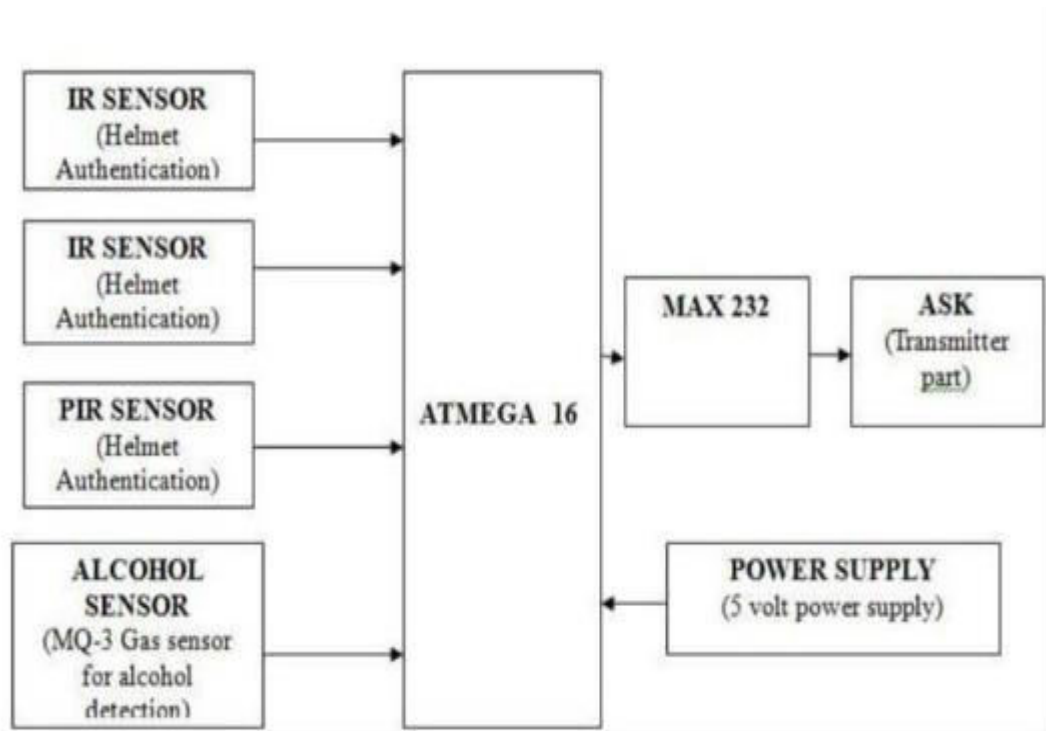 IR SENSOR
(Helmet
Authentication)
IR SENSOR
(Helmet
Authentication)
PIR SENSOR
(Helmet
Authentication)
ALCOHOL
SENSOR
(MQ-3 Gas sensor
for alcohol
detection)
ATMEGA 16
MAX 232
ASK
(Transmitter
part)
POWER SUPPLY
(5 volt power supply)